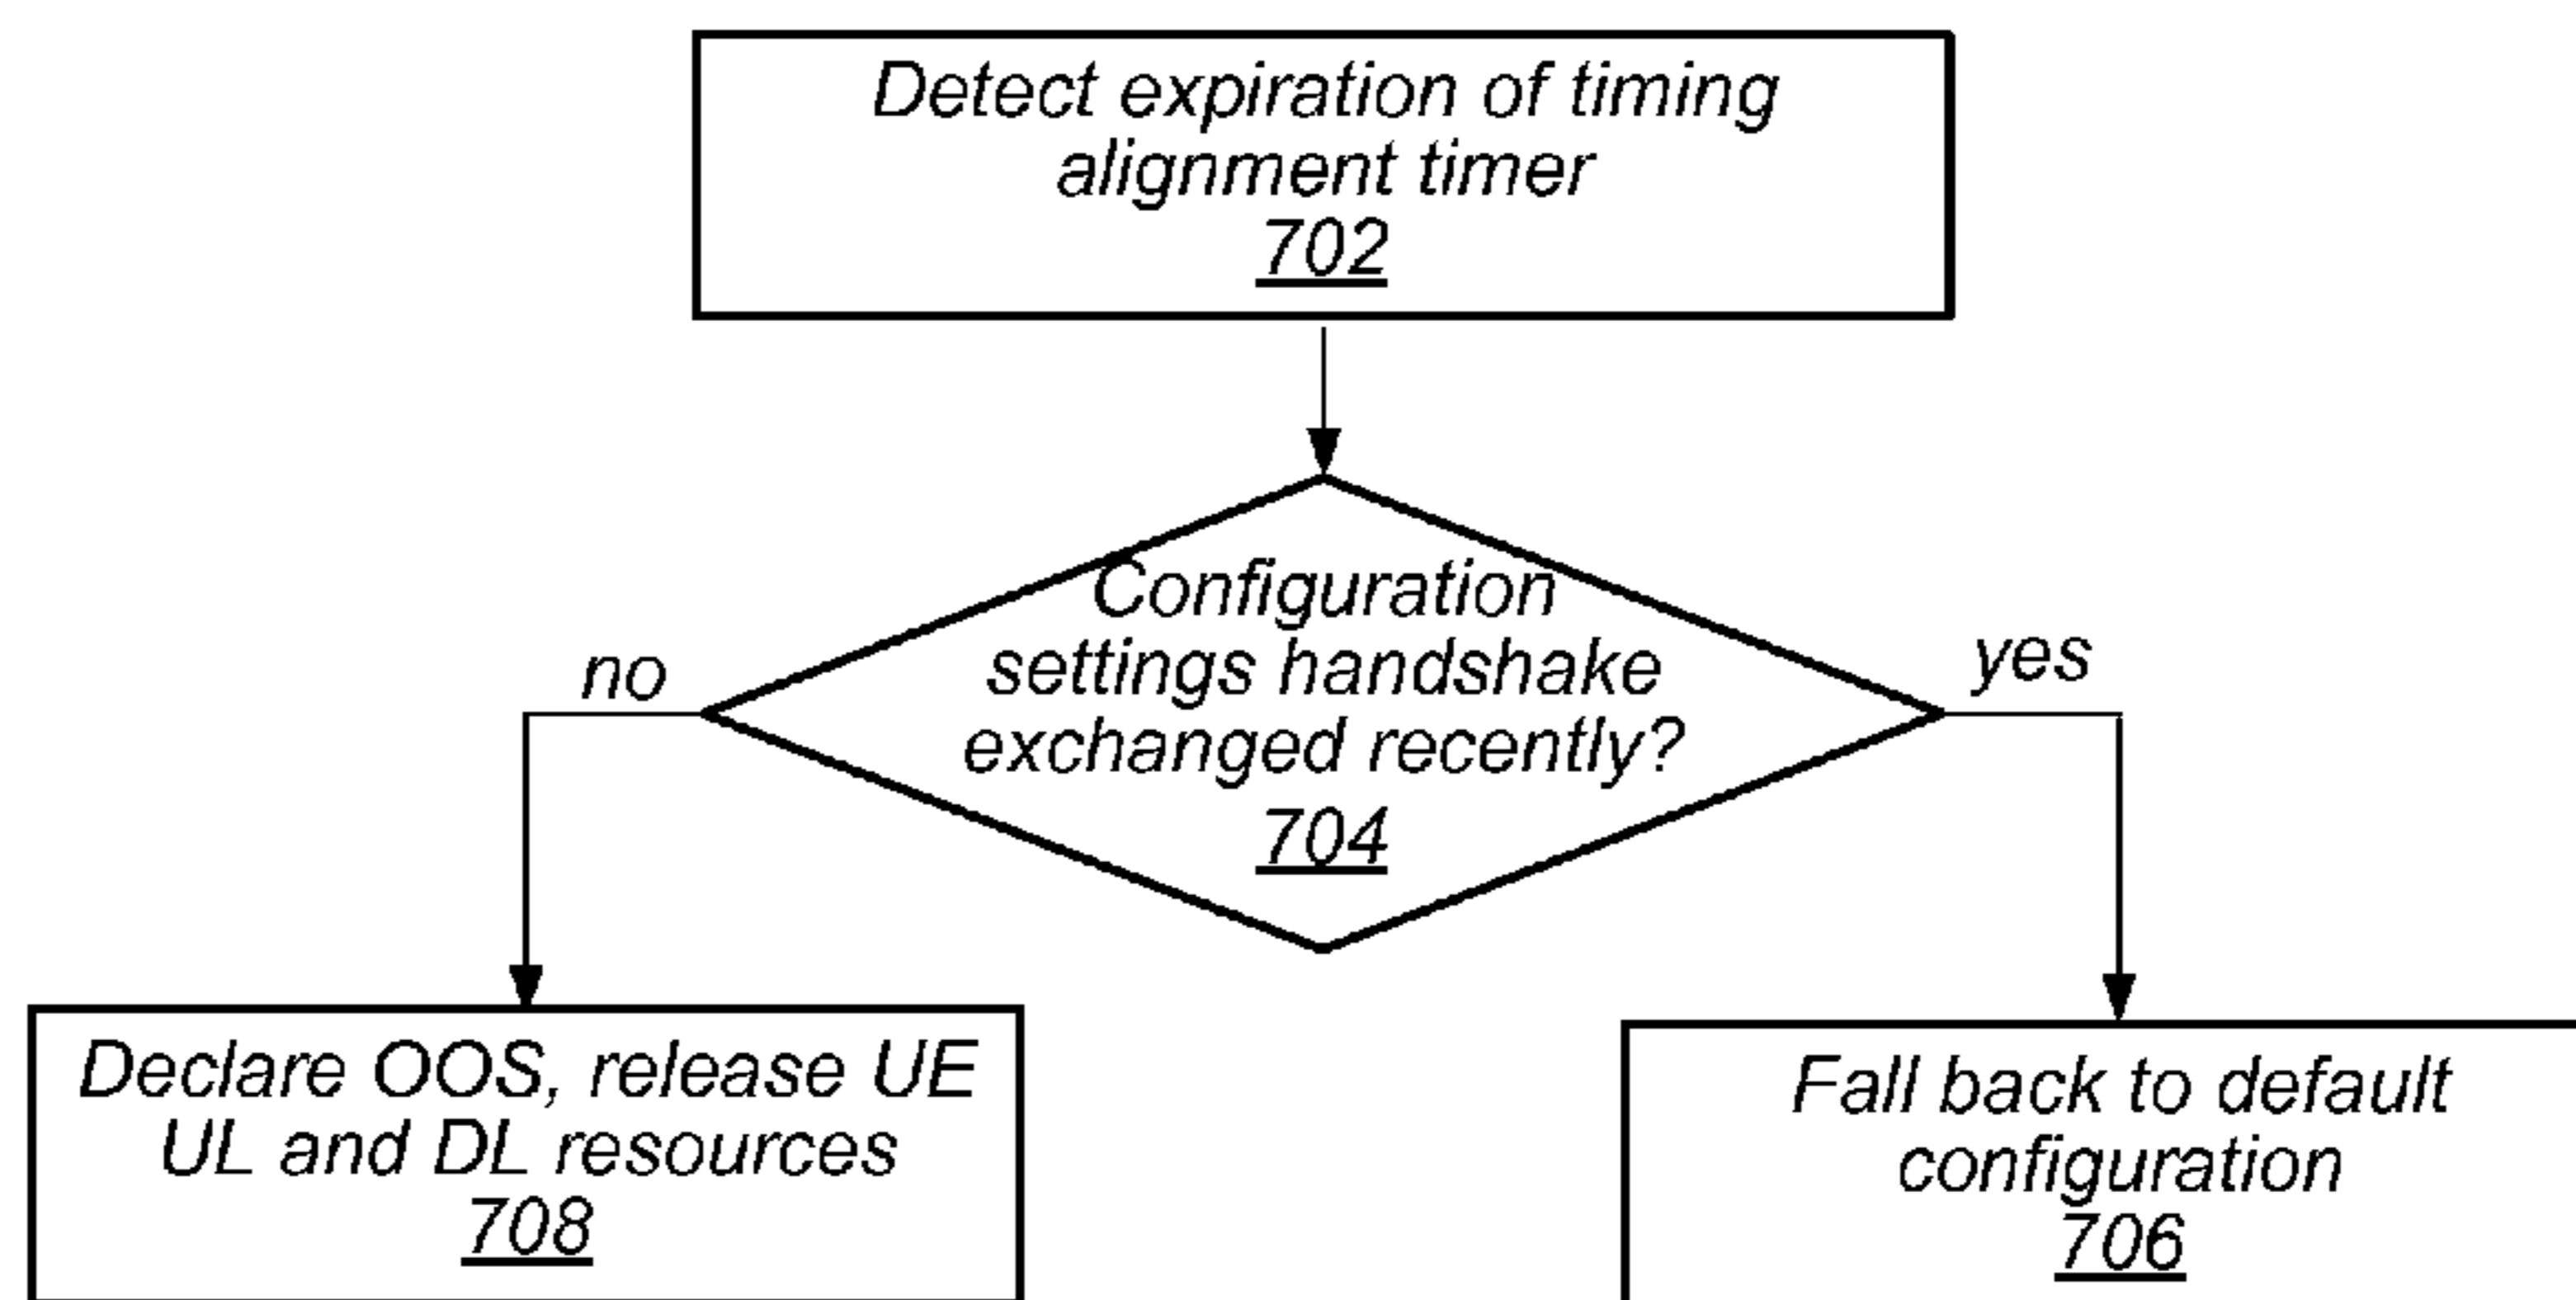 Detect expiration of timing
alignment timer
702
Configuration
settings handshake
exchanged recently?
704
no
yes
Declare OOS, release UE
UL and DL resources
708
Fall back to default
configuration
706